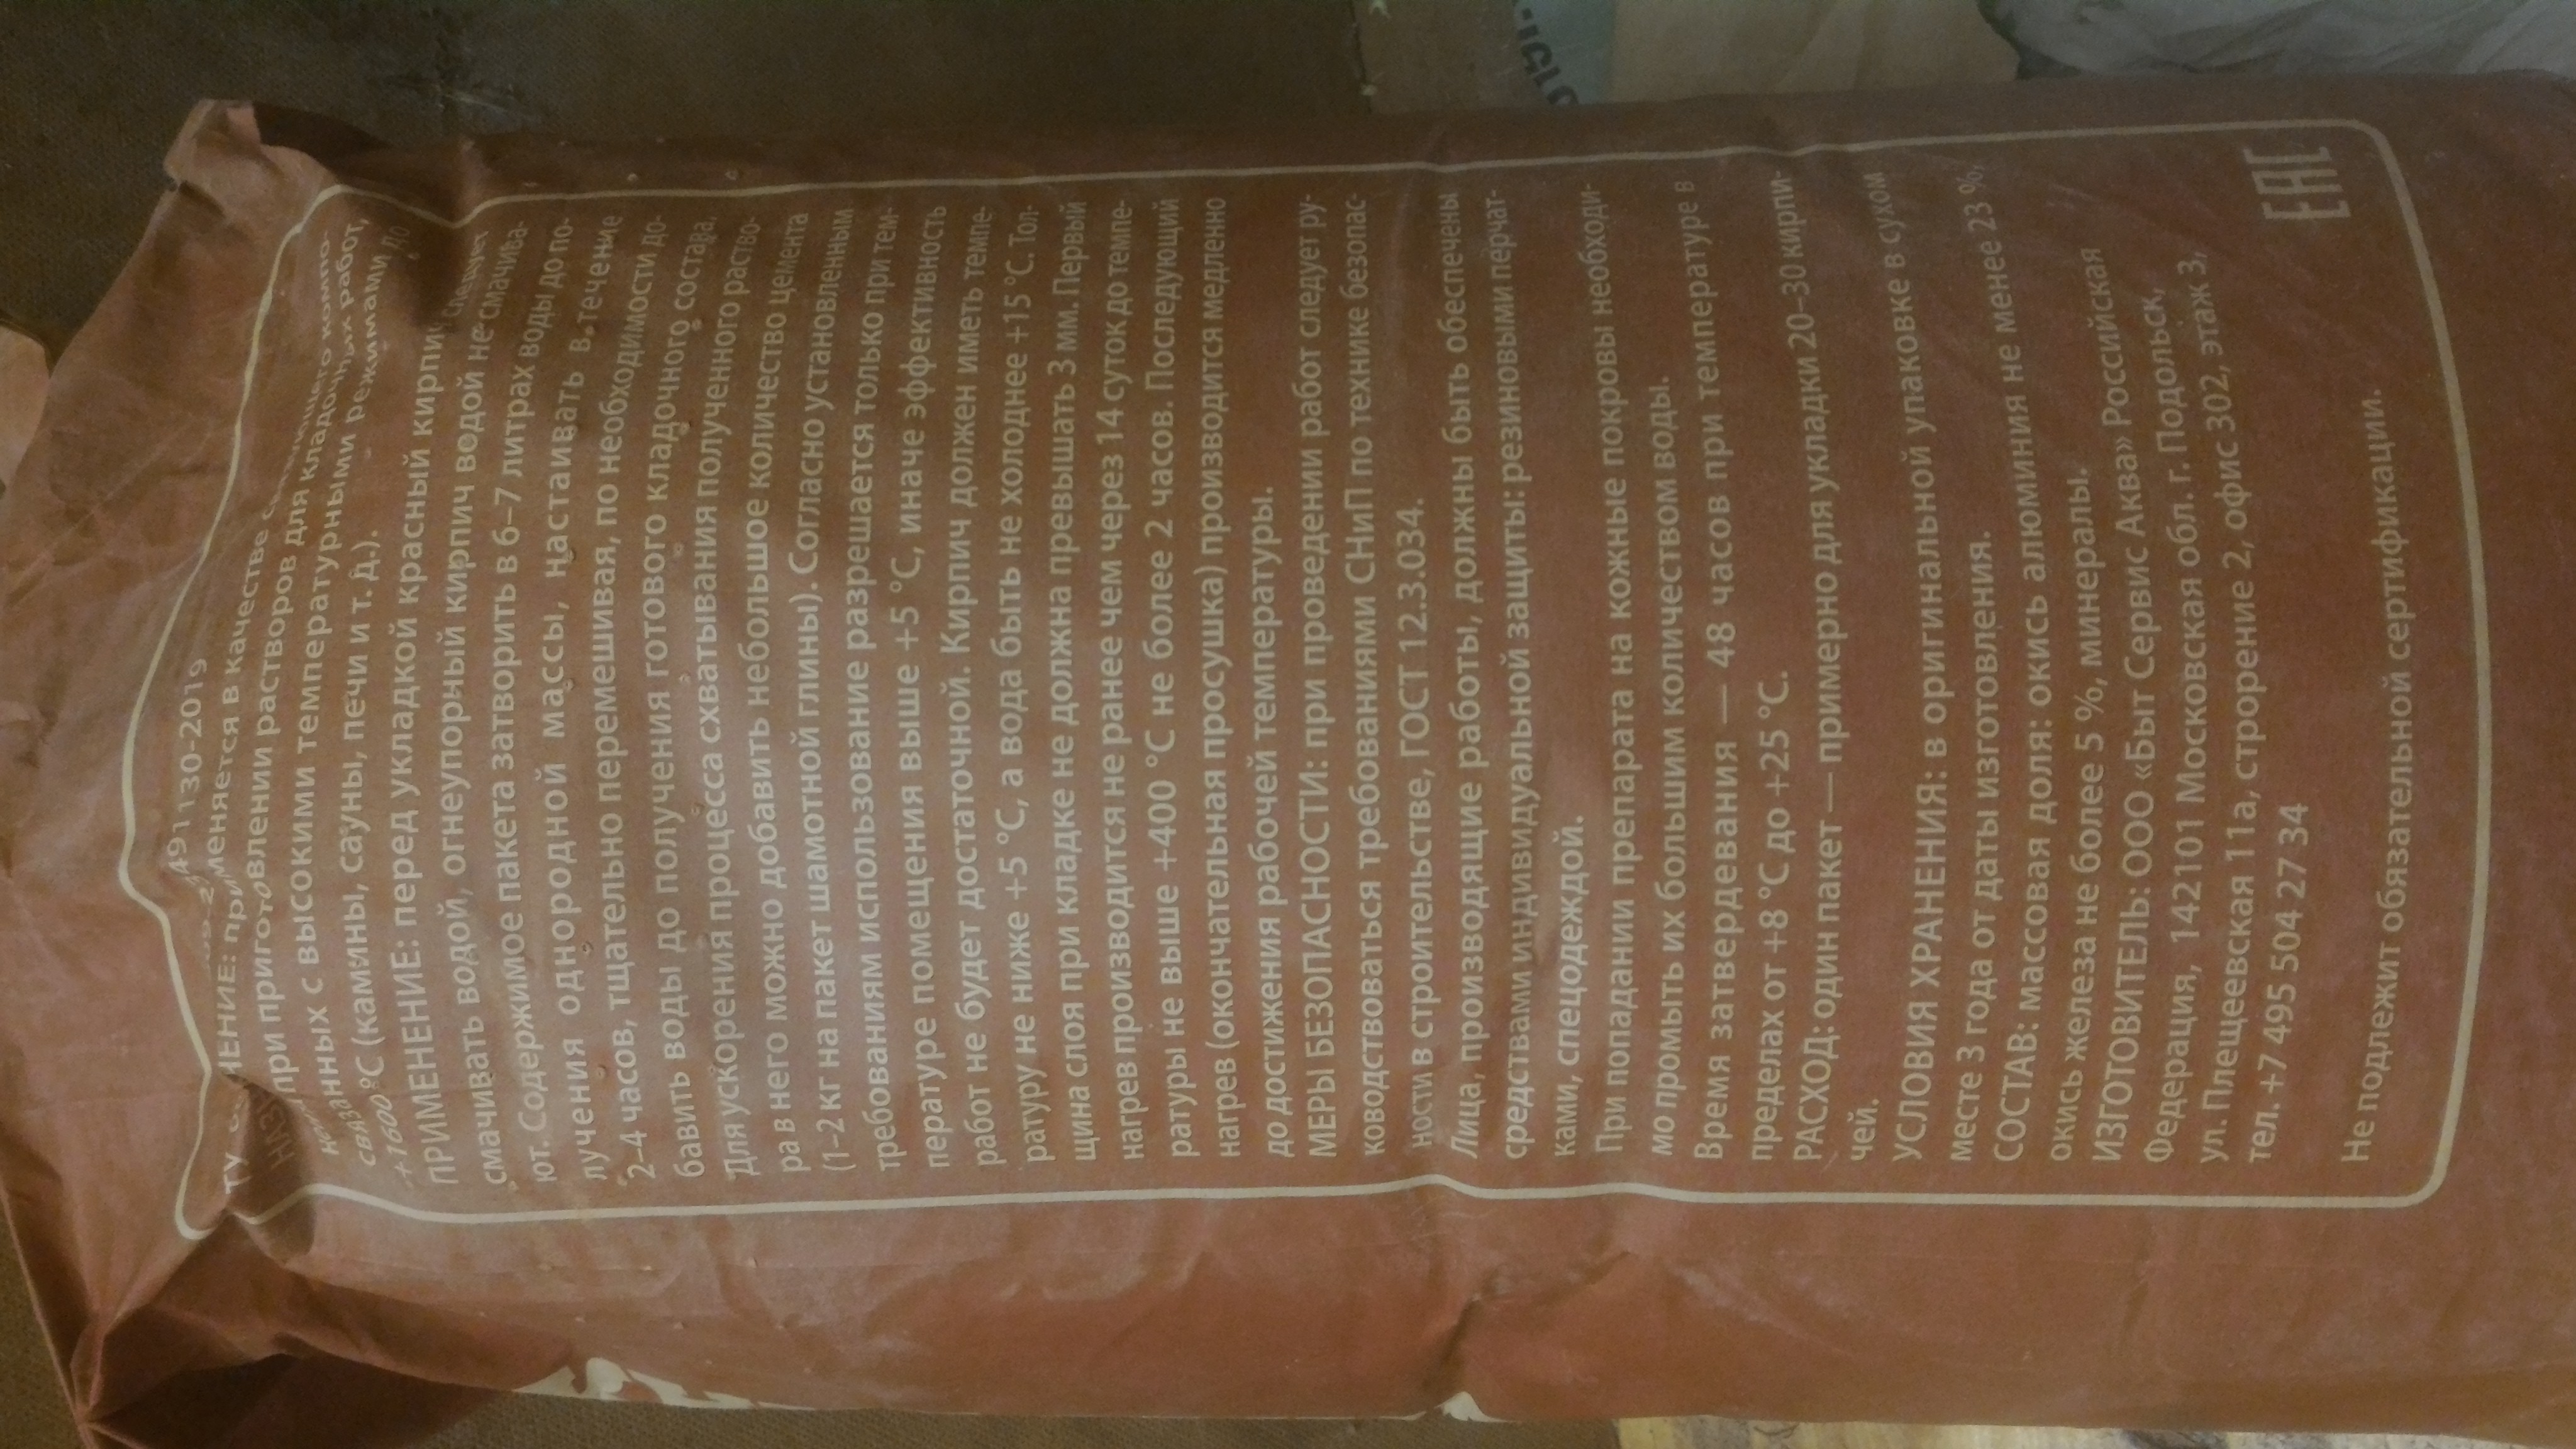 491130-2019
НАЗ ЕНИЕ: применяется в качестве
при приготовлении растворов для кладочных работ,
связанных с высокими температурными режимами до
+1600 °C (камины, сауны, печи и т. д.).
ПРИМЕНЕНИЕ: перед укладкой красный кирпич следует
смачивать водой, огнеупорный кирпич водой не смачива-
ют. Содержимое пакета затворить в 6–7 литрах воды до по-
лучения однородной массы, настаивать в течение
2–4 часов, тщательно перемешивая, по необходимости до-
бавить воды до получения готового кладочного состава.
Для ускорения процесса схватывания полученного раство-
ра в него можно добавить небольшое количество цемента
(1–2 кг на пакет шамотной глины). Согласно установленным
требованиям использование разрешается только при тем-
пературе помещения выше +5 °C, иначе эффективность
работ не будет достаточной. Кирпич должен иметь темпе-
ратуру не ниже +5 °C, а вода быть не холоднее +15 °C. Тол-
щина слоя при кладке не должна превышать 3 мм. Первый
нагрев производится не ранее чем через 14 суток до темпе-
ратуры не выше +400 °C не более 2 часов. Последующий
нагрев (окончательная просушка) производится медленно
до достижения рабочей температуры.
МЕРЫ БЕЗОПАСНОСТИ: при проведении работ следует ру-
ководствоваться требованиями СНиП по технике безопас-
ности в строительстве, ГОСТ 12.3.034.
Лица, производящие работы, должны быть обеспечены
средствами индивидуальной защиты: резиновыми перчат-
ками, спецодеждой.
При попадании препарата на кожные покровы необходи-
мо промыть их большим количеством воды.
Время затвердевания — 48 часов при температуре в
пределах от +8 °C до +25 °C.
РАСХОД: один пакет — примерно для укладки 20–30 кирпи-
чей.
УСЛОВИЯ ХРАНЕНИЯ: в оригинальной упаковке в сухом
месте 3 года от даты изготовления.
СОСТАВ: массовая доля: окись алюминия не менее 23 %,
окись железа не более 5 %, минералы.
ИЗГОТОВИТЕЛЬ: ООО «Быт Сервис Аква» Российская
Федерация, 142101 Московская обл. г. Подольск,
ул. Плещеевская 11а, строрение 2, офис 302, этаж 3,
тел. +7 495 504 27 34
EAC
Не подлежит обязательной сертификации.